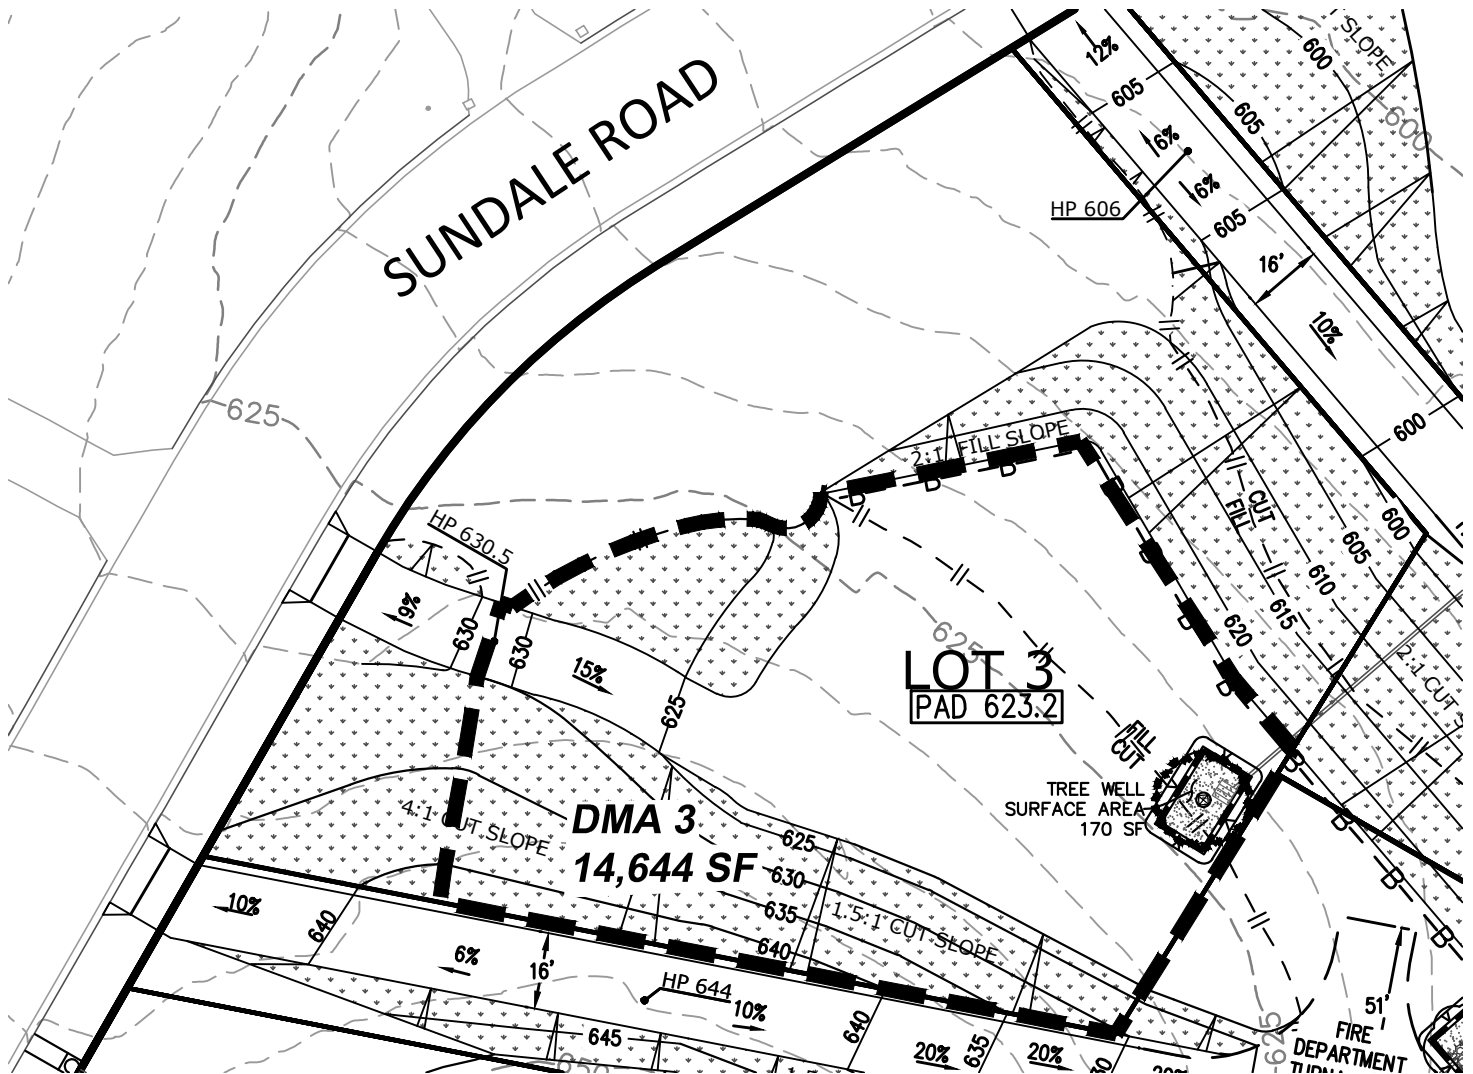 SLOPE
600
12%
605
605
600
6%
6%
HP 606
605
16'
10%
SUNDALE ROAD
625
600
2:1 FILL SLOPE
B
B
B
B
CUT
FILL
600
605
HP 630.5
19%
630
630
15%
B
B
B
610
615
620
625
LOT 3
PAD 623.2
625
2:1 CUT S
FILL
CUT
B
TREE WELL
SURFACE AREA
170 SF
B
4:1 CUT SLOPE
DMA 3
14,644 SF
625
630
635
640
1.5:1 CUT SLOPE
B
B
10%
640
6%
16'
HP 644
10%
640
635
20%
20%
20%
645
650
625
51'
FIRE
DEPARTMENT